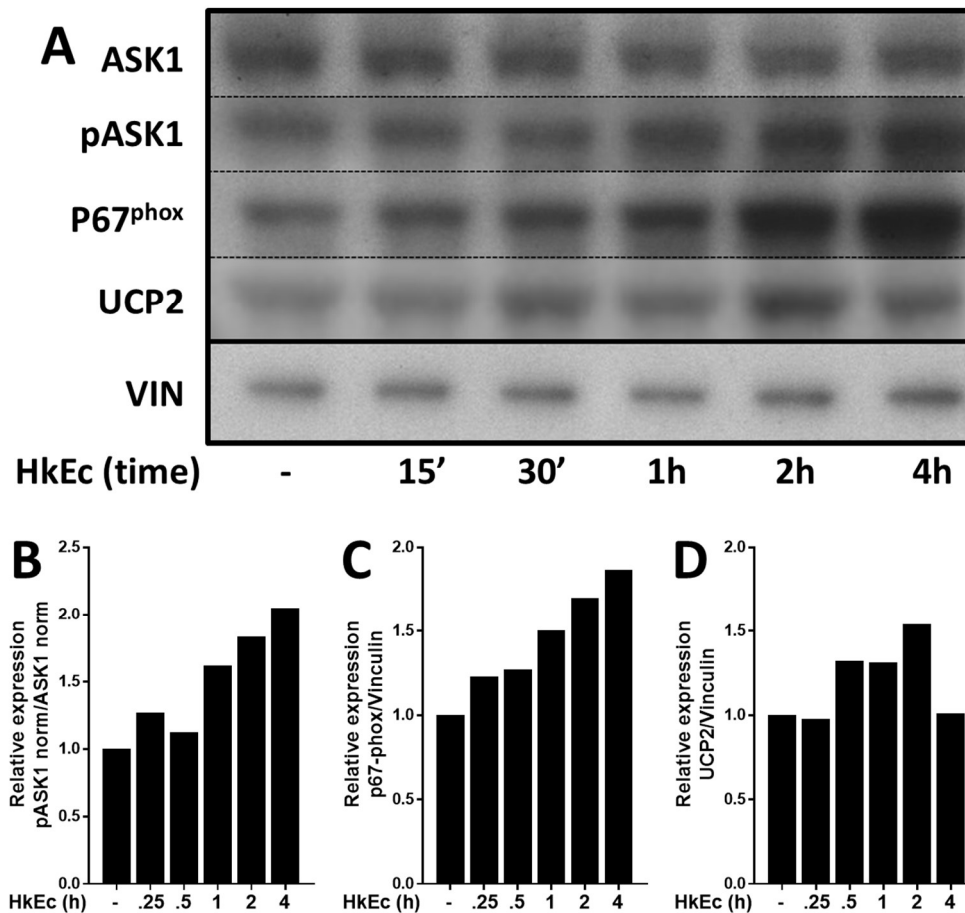 A
ASK1
pASK1
P67phox
UCP2
VIN
HkEc (time) - 15’ 30’ 1h 2h 4h
B
Relative expression
pASK1 norm/ASK1 norm
2.5
2.0
1.5
1.0
0.5
0.0
HkEc (h) - .25 .5 1 2 4
C
Relative expression
p67-phox/Vinculin
2.0
1.5
1.0
0.5
0.0
HkEc (h) - .25 .5 1 2 4
D
Relative expression
UCP2/Vinculin
2.0
1.5
1.0
0.5
0.0
HkEc (h) - .25 .5 1 2 4